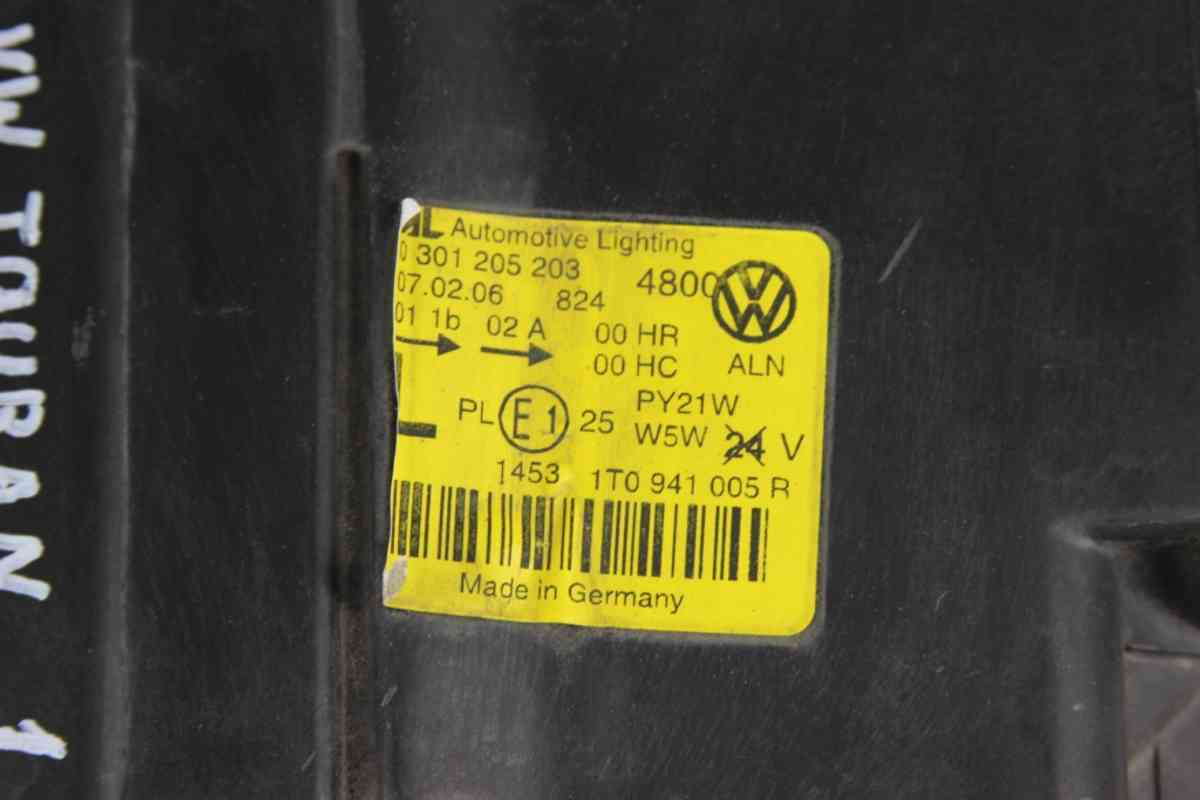 VW TOURAN 1
AL Automotive Lighting
0 301 205 203
4800
07.02.06 824
01 1b 02 A 00 HR
00 HC ALN
PL E1 25 PY21W
W5W 24 V
1453 1T0 941 005 R
Made in Germany